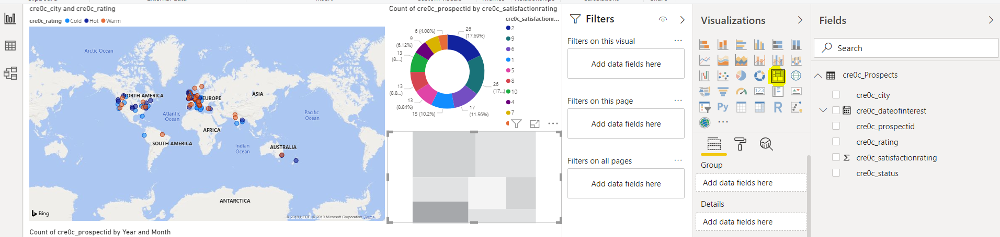 cre0c_city and cre0c_rating
cre0c_rating Cold Hot Warm
Arctic Ocean
NORTH AMERICA
EUROPE
ASIA
Atlantic
Ocean
Pacific
Ocean
AFRICA
SOUTH AMERICA
Indian
Ocean
AUSTRALIA
ANTARCTICA
Bing
© 2019 HERE, © 2019 Microsoft Corporation Terms
Count of cre0c_prospectid by Year and Month
Count of cre0c_prospectid by cre0c_satisfactionrating
cre0c_satisfactionr...
6 (4.08%)
26
(17.69%)
9
(6.12%)
13
(8....)
13
(8.8...)
13
(8.84%)
15 (10.2%)
17
(11.56%)
26
(17...)
2
9
6
1
5
8
10
4
7
Filters
Filters on this visual ...
Add data fields here
Filters on this page ...
Add data fields here
Filters on all pages ...
Add data fields here
Visualizations
123
Py
R
...
Group
Add data fields here
Details
Add data fields here
Fields
Search
cre0c_Prospects
cre0c_city
cre0c_dateofinterest
cre0c_prospectid
cre0c_rating
Σ cre0c_satisfactionrating
cre0c_status